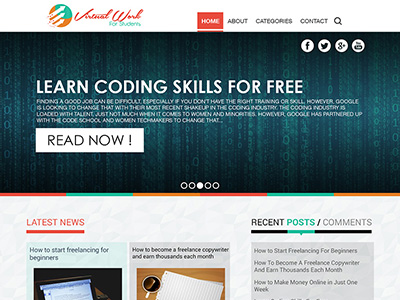 Virtual Work
For Students
HOME ABOUT CATEGORIES CONTACT
LEARN CODING SKILLS FOR FREE
FINDING A GOOD JOB CAN BE DIFFICULT, ESPECIALLY IF YOU DON'T HAVE THE RIGHT TRAINING OR SKILL. HOWEVER, GOOGLE
IS LOOKING TO CHANGE THAT WITH THEIR MOST RECENT SHAKEUP IN THE CODING INDUSTRY. THE CODING INDUSTRY IS
LOADED WITH TALENT, JUST NOT MUCH WHEN IT COMES TO WOMEN AND MINORITIES. HOWEVER, GOOGLE HAS PARTNERED UP
WITH THE CODE SCHOOL AND WOMEN TECHMAKERS TO CHANGE THAT...
READ NOW !
LATEST NEWS
How to start freelancing for
beginners
How to become a freelance copywriter
and earn thousands each month
RECENT POSTS / COMMENTS
How to Start Freelancing For Beginners
How To Become A Freelance Copywriter
And Earn Thousands Each Month
How to Make Money Online in Just One
Week